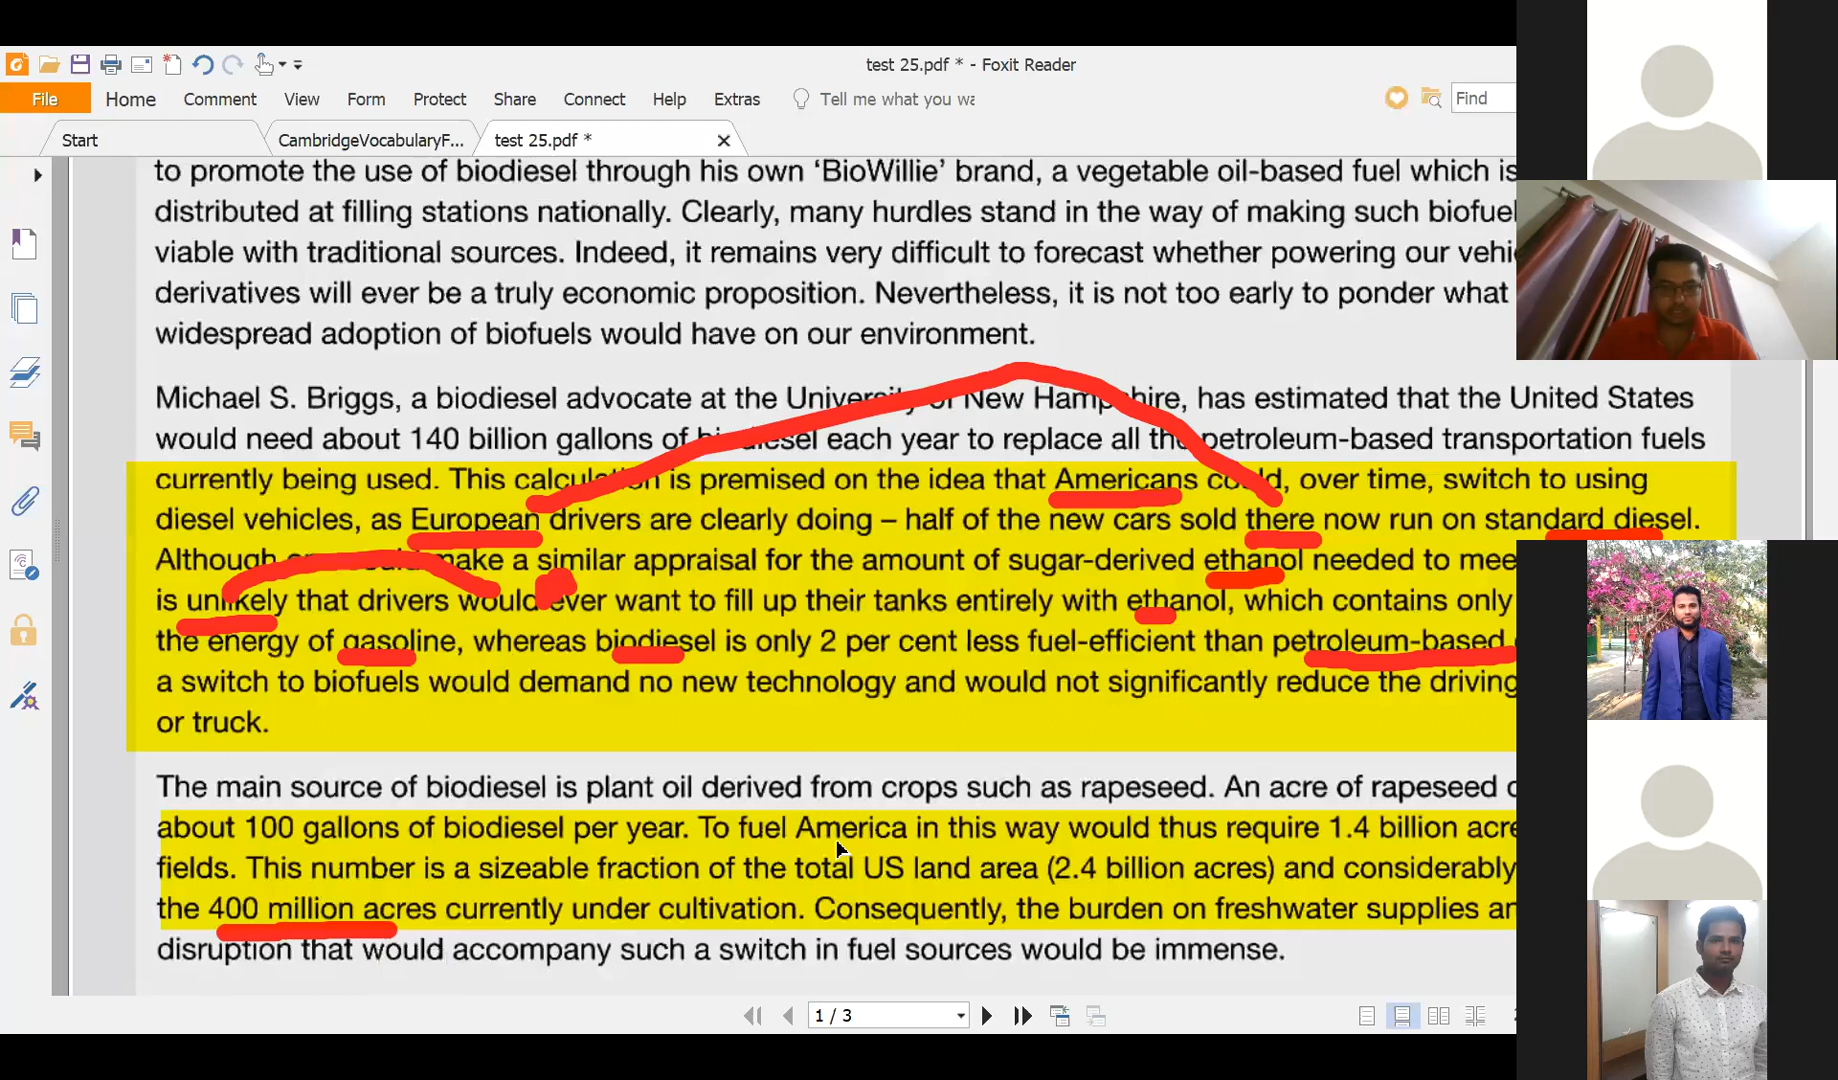 test 25.pdf * - Foxit Reader
File Home Comment View Form Protect Share Connect Help Extras Tell me what you wa Find
Start CambridgeVocabularyF... test 25.pdf *
to promote the use of biodiesel through his own ‘BioWillie’ brand, a vegetable oil-based fuel which is
distributed at filling stations nationally. Clearly, many hurdles stand in the way of making such biofuel
viable with traditional sources. Indeed, it remains very difficult to forecast whether powering our vehi
derivatives will ever be a truly economic proposition. Nevertheless, it is not too early to ponder what
widespread adoption of biofuels would have on our environment.
Michael S. Briggs, a biodiesel advocate at the University of New Hampshire, has estimated that the United States
would need about 140 billion gallons of biodiesel each year to replace all the petroleum-based transportation fuels
currently being used. This calculation is premised on the idea that Americans could, over time, switch to using
diesel vehicles, as European drivers are clearly doing – half of the new cars sold there now run on standard diesel.
Although make a similar appraisal for the amount of sugar-derived ethanol needed to mee
is unlikely that drivers would ever want to fill up their tanks entirely with ethanol, which contains only
the energy of gasoline, whereas biodiesel is only 2 per cent less fuel-efficient than petroleum-based
a switch to biofuels would demand no new technology and would not significantly reduce the driving
or truck.
The main source of biodiesel is plant oil derived from crops such as rapeseed. An acre of rapeseed c
about 100 gallons of biodiesel per year. To fuel America in this way would thus require 1.4 billion acre
fields. This number is a sizeable fraction of the total US land area (2.4 billion acres) and considerably
the 400 million acres currently under cultivation. Consequently, the burden on freshwater supplies an
disruption that would accompany such a switch in fuel sources would be immense.
1 / 3